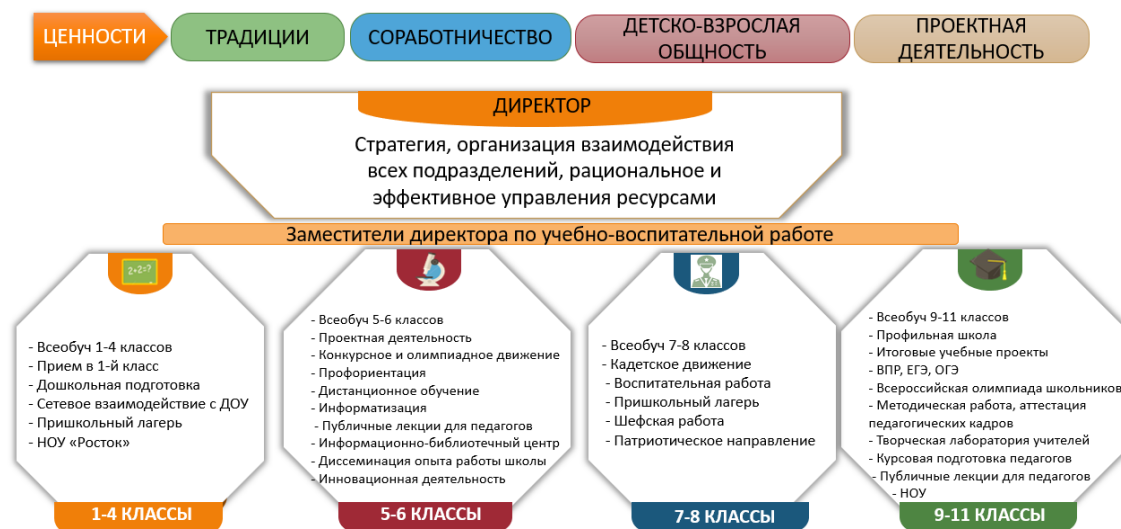 ЦЕННОСТИ
ТРАДИЦИИ
СОРАБОТНИЧЕСТВО
ДЕТСКО-ВЗРОСЛАЯ
ОБЩНОСТЬ
ПРОЕКТНАЯ
ДЕЯТЕЛЬНОСТЬ
ДИРЕКТОР
Стратегия, организация взаимодействия
всех подразделений, рациональное и
эффективное управления ресурсами
Заместители директора по учебно-воспитательной работе
2+2=?
- Всеобуч 1-4 классов
- Прием в 1-й класс
- Дошкольная подготовка
- Сетевое взаимодействие с ДОУ
- Пришкольный лагерь
- НОУ «Росток»
1-4 КЛАССЫ
- Всеобуч 5-6 классов
- Проектная деятельность
- Конкурсное и олимпиадное движение
- Профориентация
- Дистанционное обучение
- Информатизация
- Публичные лекции для педагогов
- Информационно-библиотечный центр
- Диссеминация опыта работы школы
- Инновационная деятельность
5-6 КЛАССЫ
- Всеобуч 7-8 классов
- Кадетское движение
- Воспитательная работа
- Пришкольный лагерь
- Шефская работа
- Патриотическое направление
7-8 КЛАССЫ
- Всеобуч 9-11 классов
- Профильная школа
- Итоговые учебные проекты
- ВПР, ЕГЭ, ОГЭ
- Всероссийская олимпиада школьников
- Методическая работа, аттестация
педагогических кадров
- Творческая лаборатория учителей
- Курсовая подготовка педагогов
- Публичные лекции для педагогов
- НОУ
9-11 КЛАССЫ